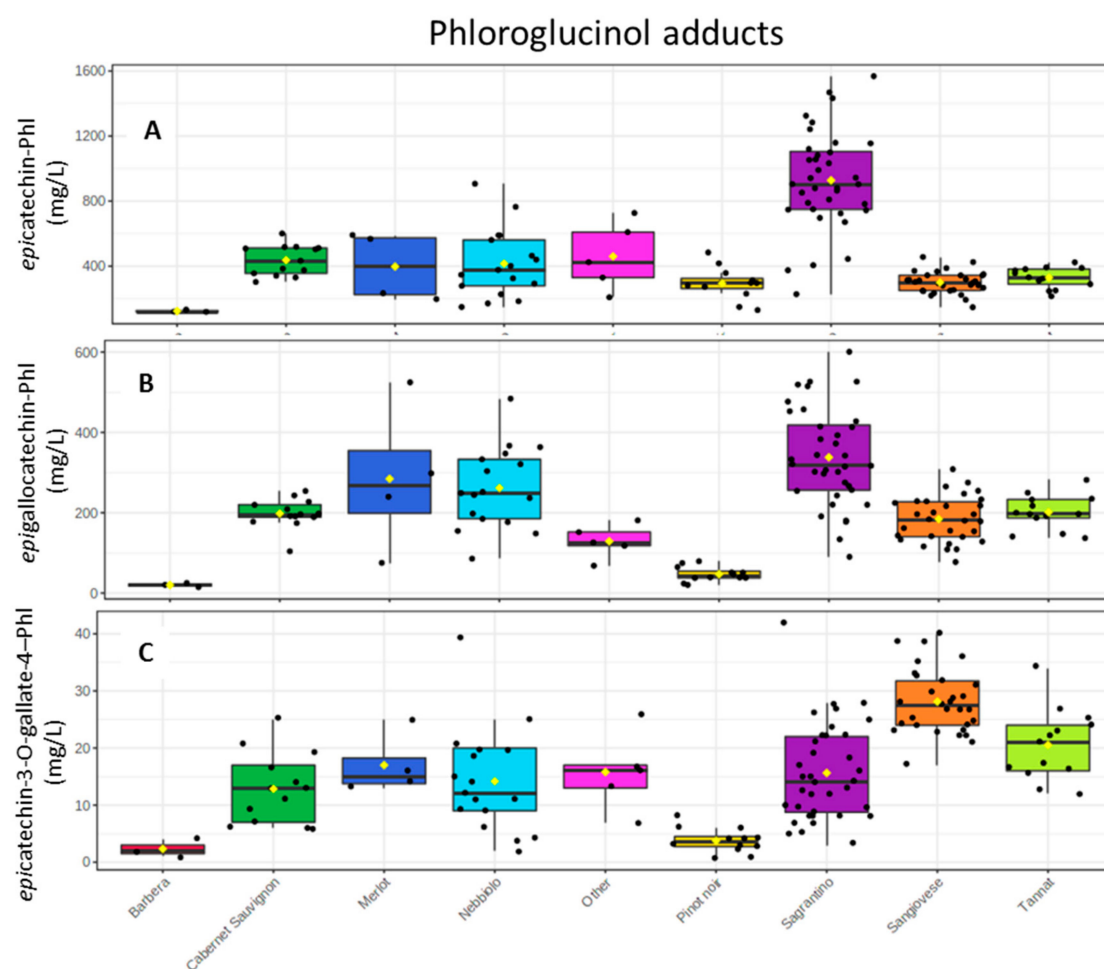 Phloroglucinol adducts
1600
A
1200
epicatechin-Phl
(mg/L)
800
400
600
B
400
epigallocatechin-Phl
(mg/L)
200
0
40
C
30
epicatechin-3-O-gallate-4–Phl
(mg/L)
20
10
0
Barbera
Cabernet Sauvignon
Merlot
Nebbiolo
Other
Pinot noir
Sagrantino
Sangiovese
Tannat